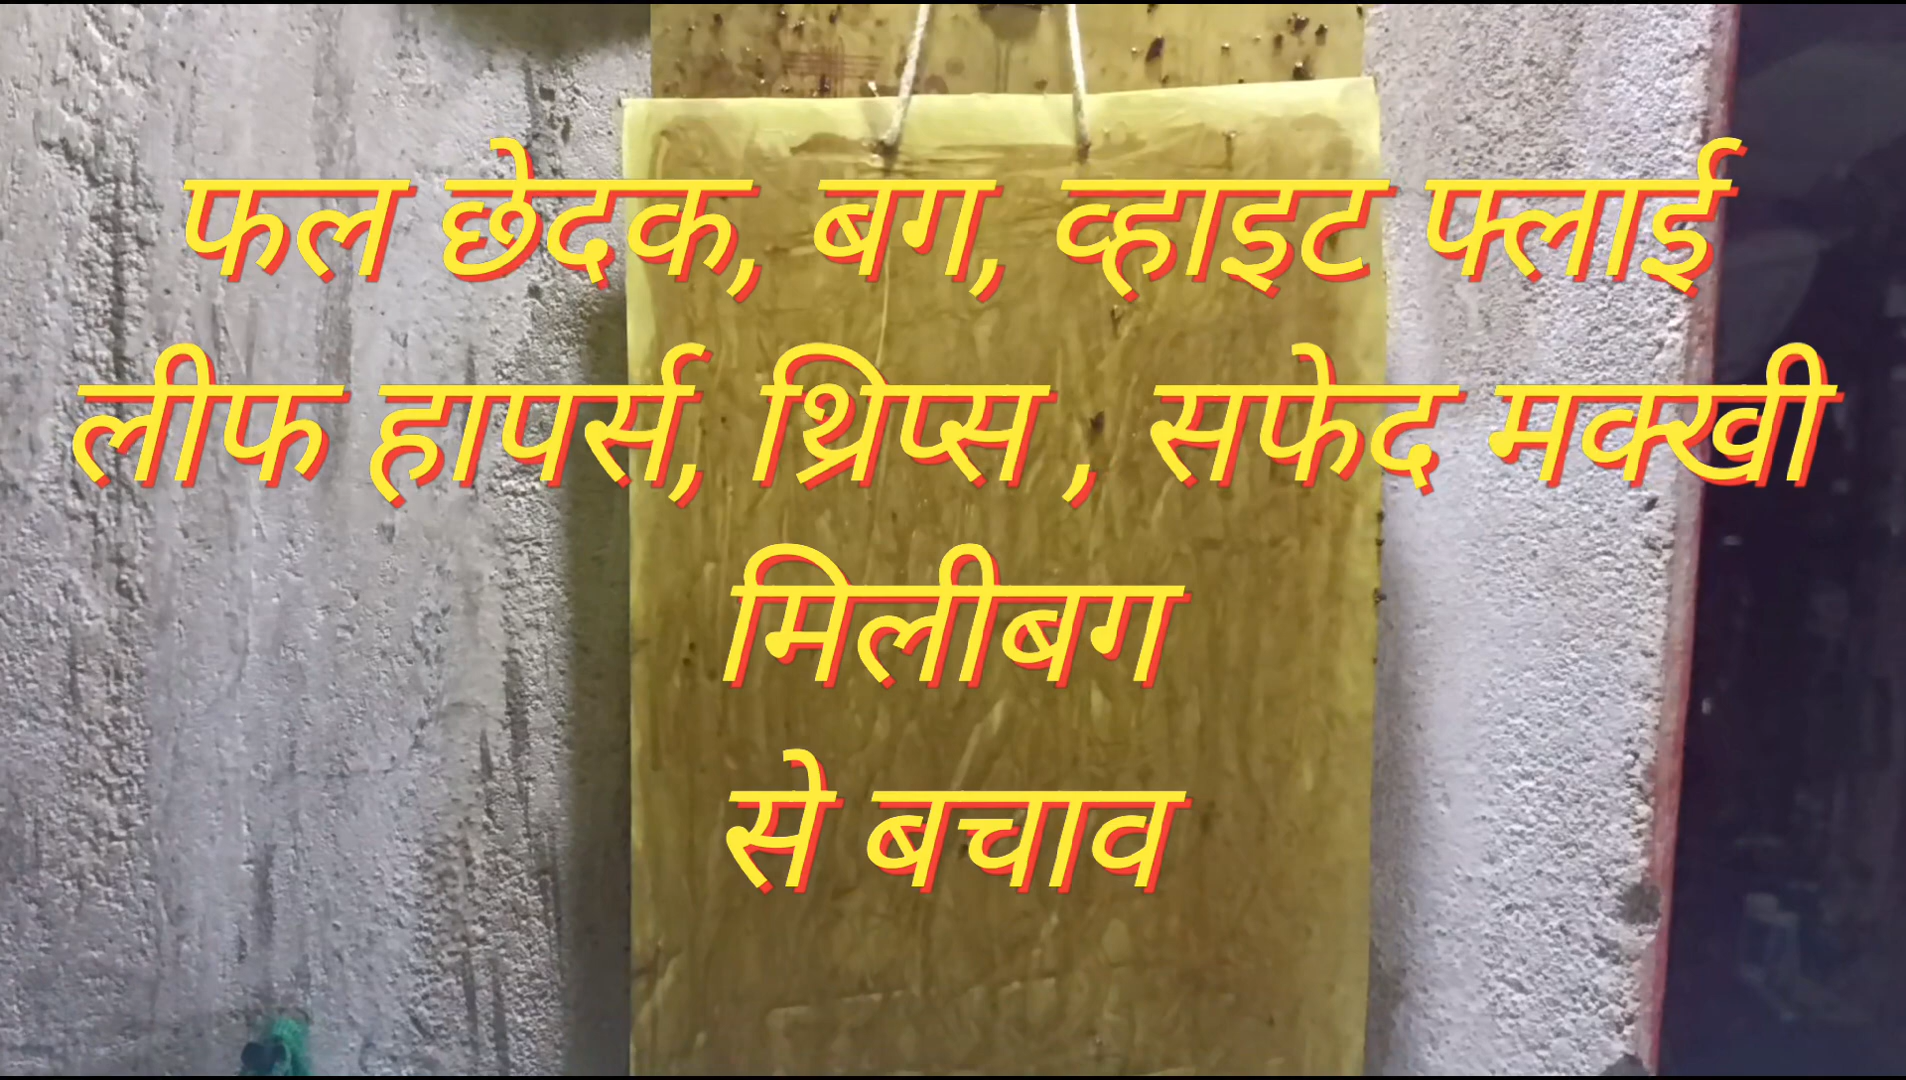 फल छेदक, बग, व्हाइट फ्लाई
लीफ हापर्स, थ्रिप्स , सफेद मक्खी
मिलीबग
से बचाव